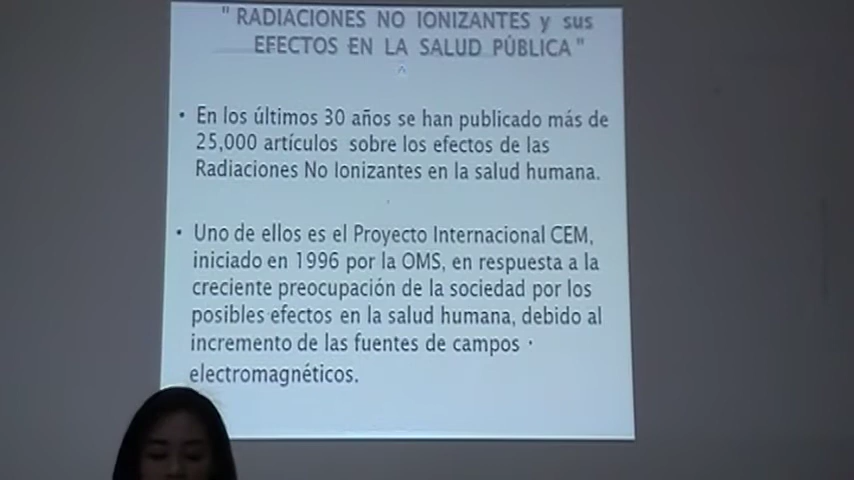 " RADIACIONES NO IONIZANTES y sus
EFECTOS EN LA SALUD PÚBLICA "
• En los últimos 30 años se han publicado más de
25,000 artículos sobre los efectos de las
Radiaciones No Ionizantes en la salud humana.
• Uno de ellos es el Proyecto Internacional CEM,
iniciado en 1996 por la OMS, en respuesta a la
creciente preocupación de la sociedad por los
posibles efectos en la salud humana, debido al
incremento de las fuentes de campos
electromagnéticos.